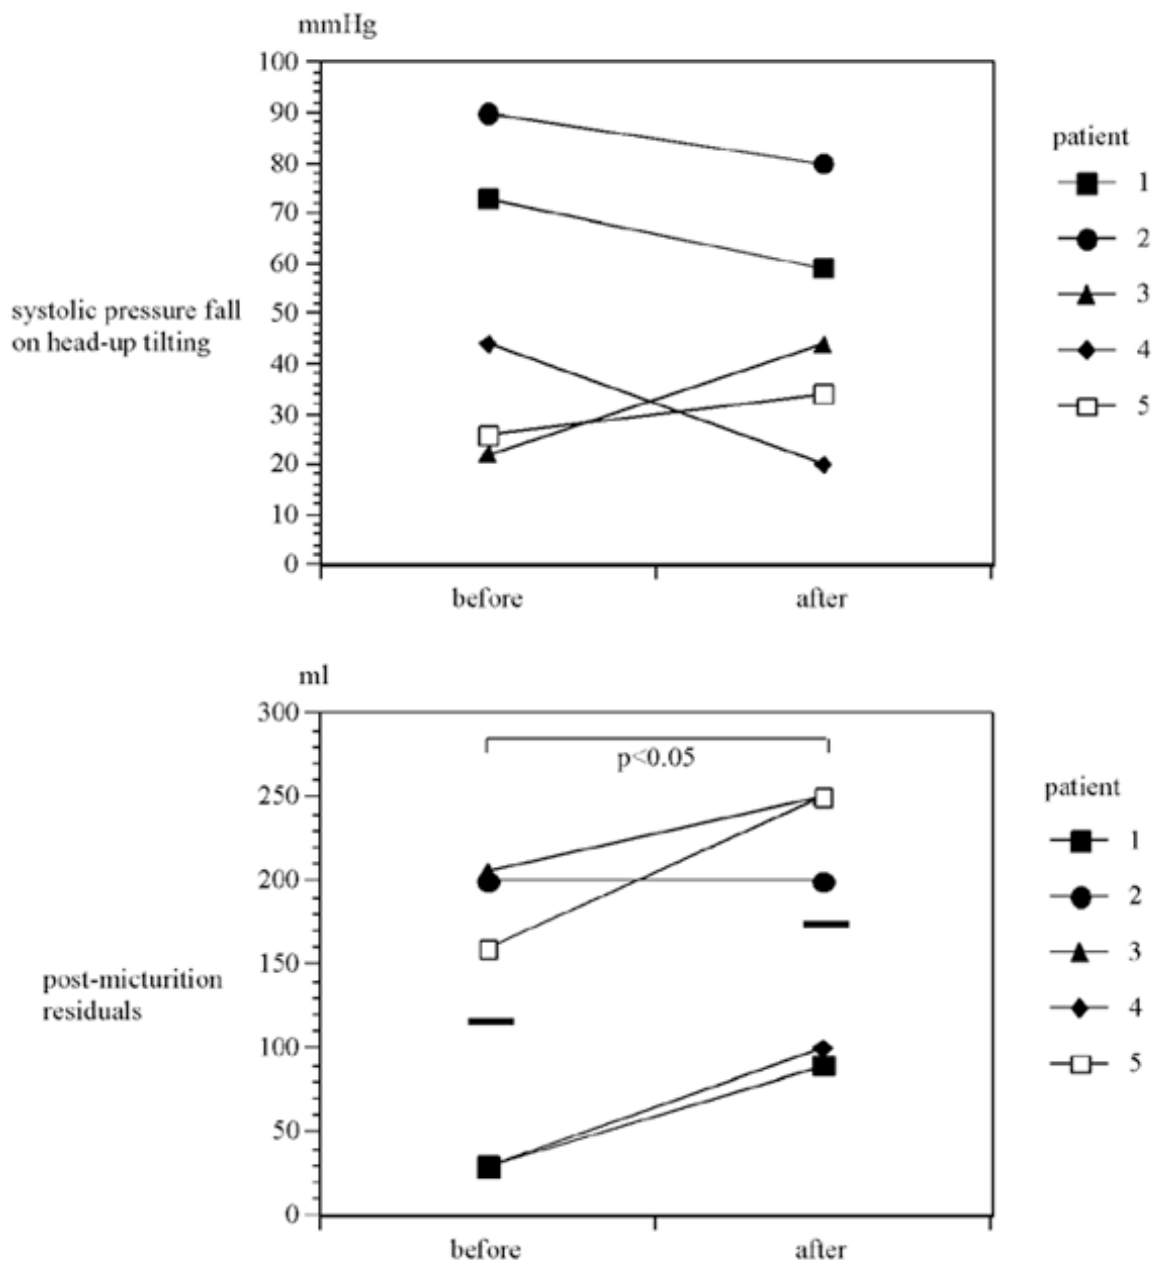 mmHg
100
90
80
70
60
50
40
30
20
10
0
systolic pressure fall
on head-up tilting
before
after
patient
1
2
3
4
5
ml
300
250
200
150
100
50
0
p<0.05
post-micturition
residuals
before
after
patient
1
2
3
4
5